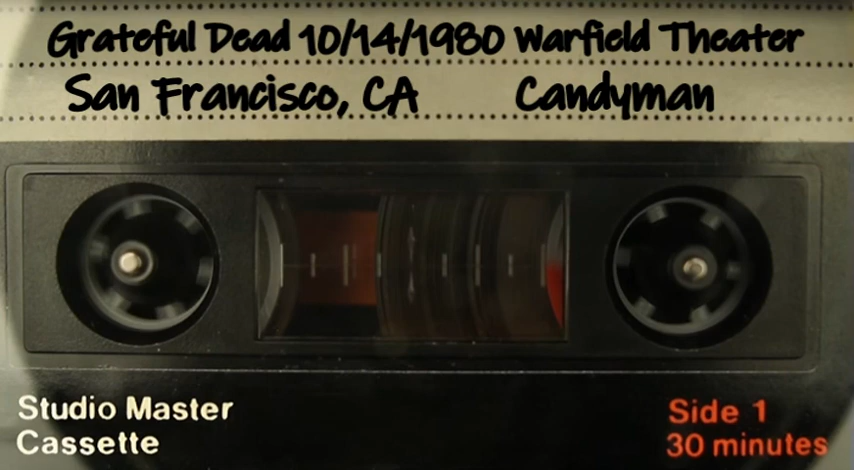 Grateful Dead 10/14/1980 Warfield Theater
San Francisco, CA Candyman
Studio Master
Cassette
Side 1
30 minutes